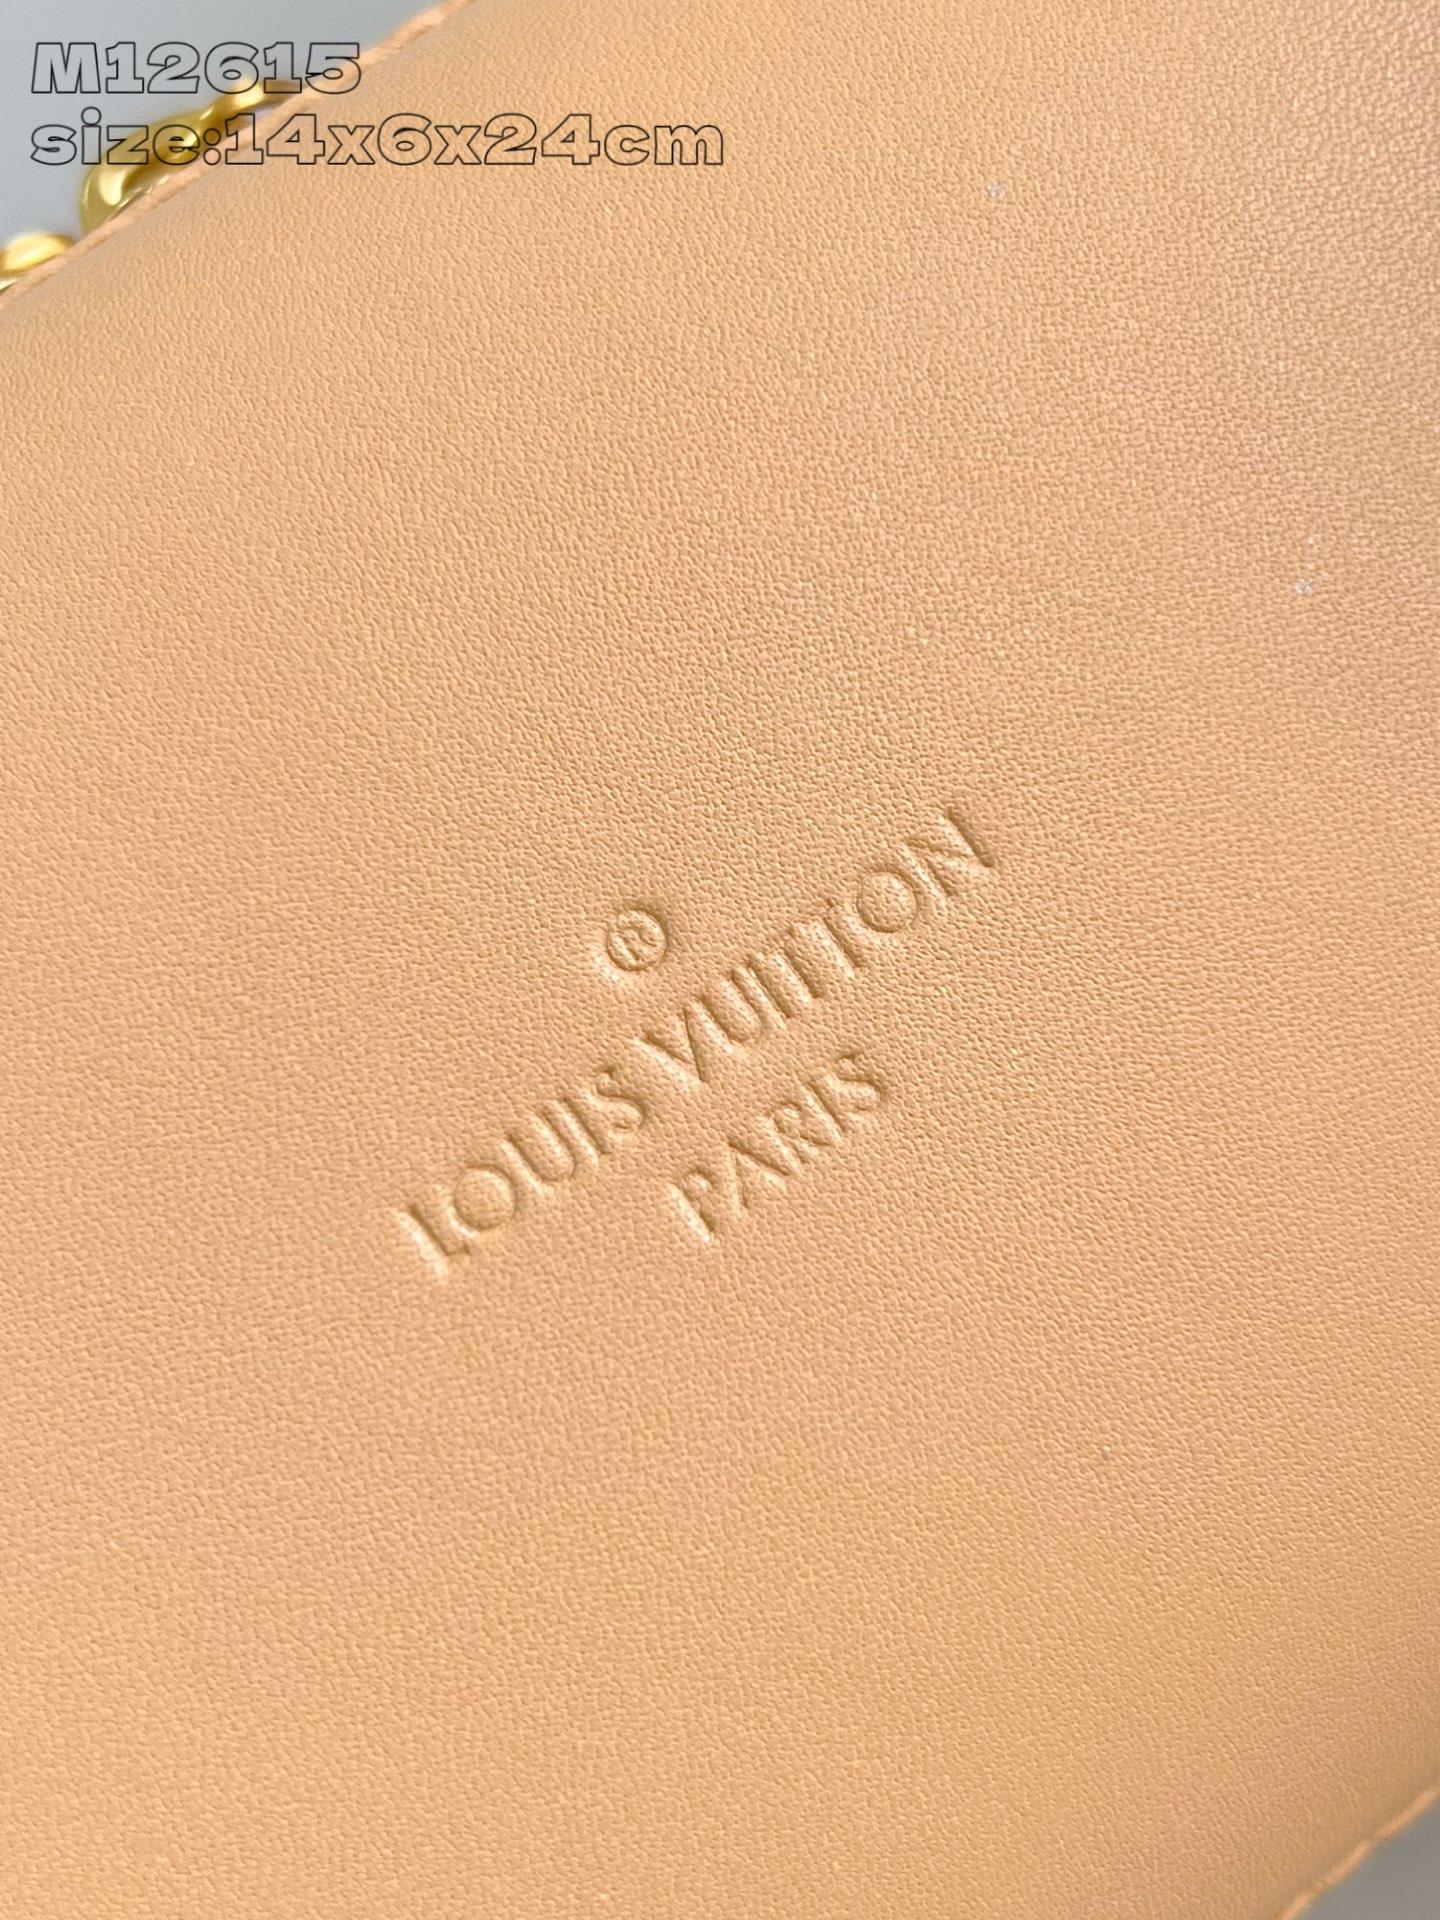 M12615
size:14x6x24cm
®
LOUIS VUITTON
PARIS